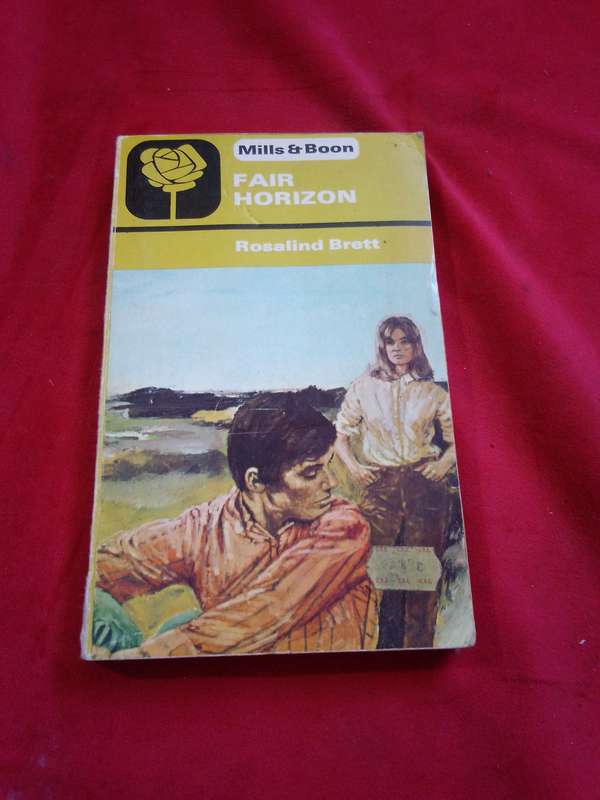 Mills & Boon
FAIR
HORIZON
Rosalind Brett